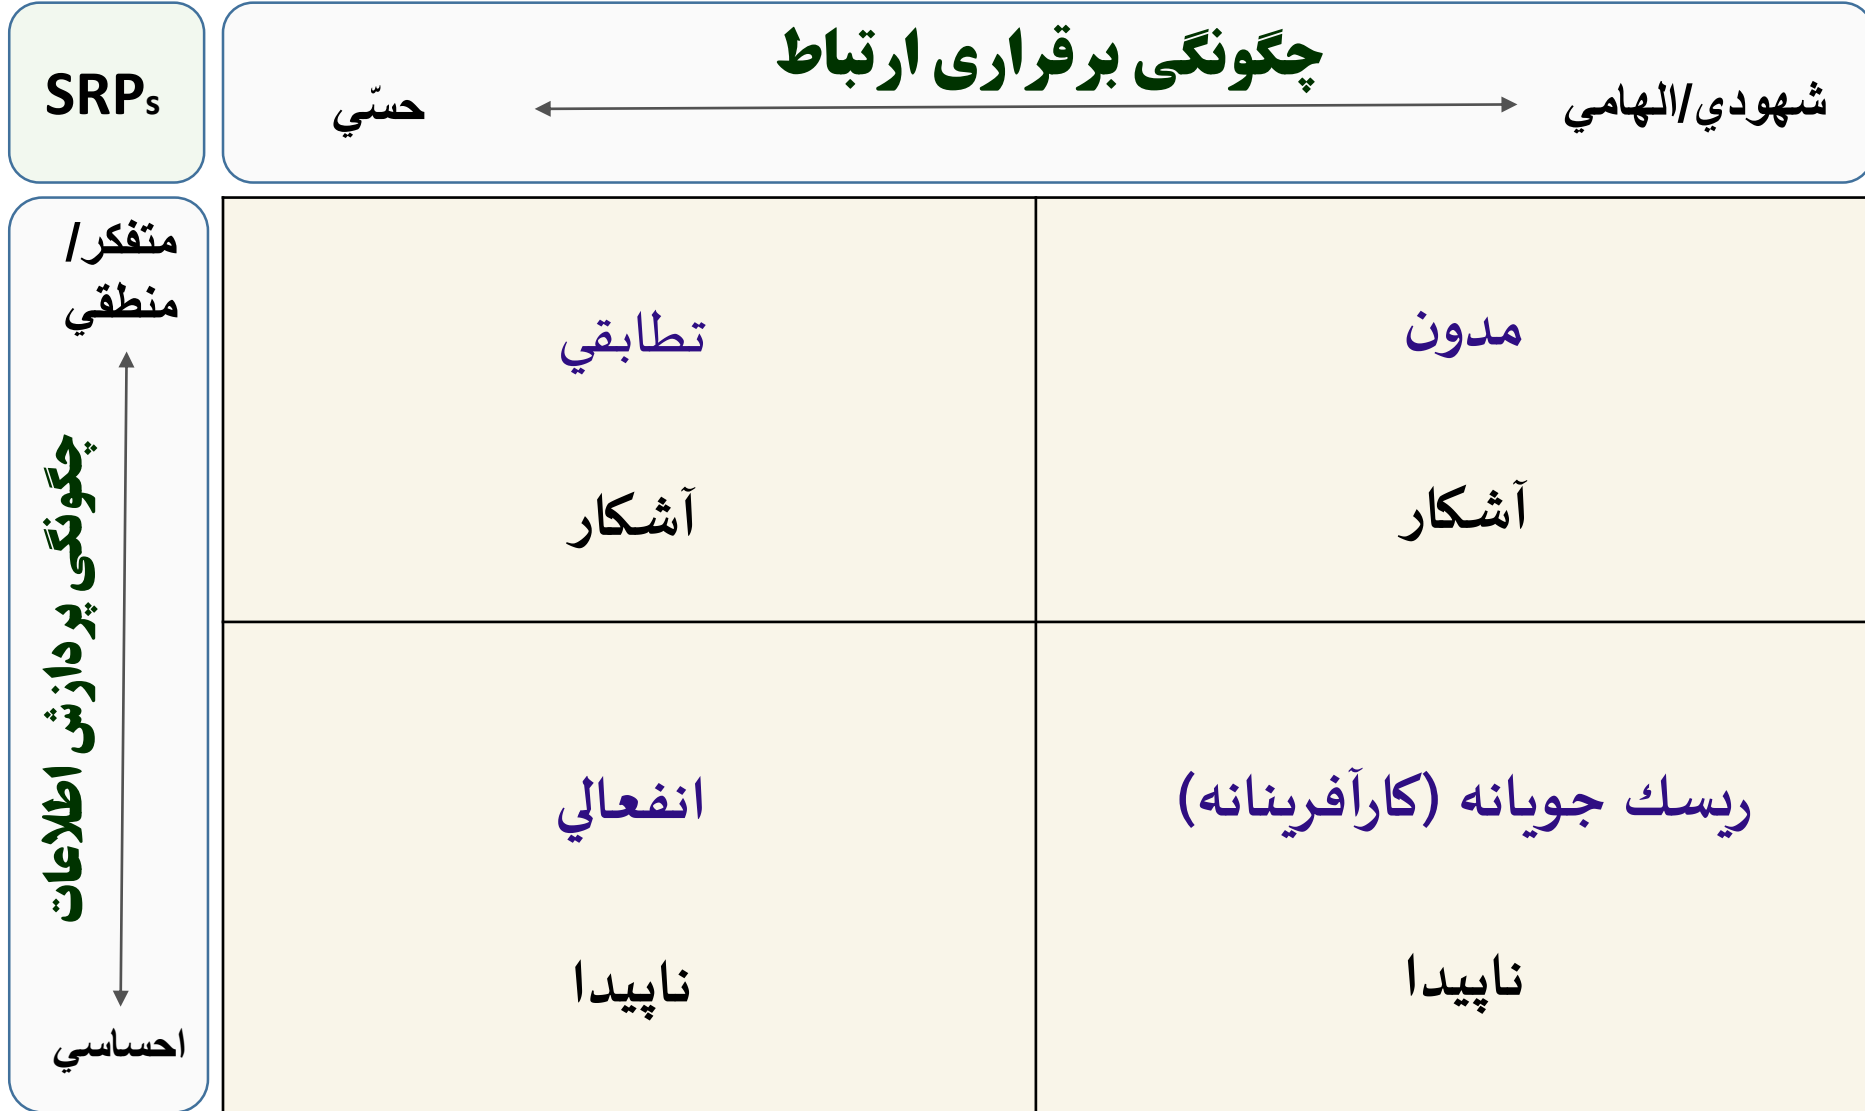 SRPs
چگونگی برقراری ارتباط
شهودي/الهامي
حسّي
متفكر/
منطقي
چگونگی پردازش اطلاعات
احساسي
مدون
آشكار
تطابقي
آشكار
ريسك جويانه (كارآفرينانه)
ناپيدا
انفعالي
ناپيدا